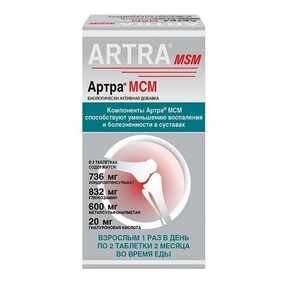 ARTRA® MSM
Артра® МСМ
БИОЛОГИЧЕСКИ АКТИВНАЯ ДОБАВКА
Компоненты Артра® МСМ
способствуют уменьшению воспаления
и болезненности в суставах
В 2 ТАБЛЕТКАХ
СОДЕРЖИТСЯ:
736 мг
ХОНДРОИТИНСУЛЬФАТ
832 мг
ГЛЮКОЗАМИН
600 мг
МЕТИЛСУЛЬФОНИЛМЕТАН
20 мг
ГИАЛУРОНОВАЯ КИСЛОТА
ВЗРОСЛЫМ 1 РАЗ В ДЕНЬ
ПО 2 ТАБЛЕТКИ 2 МЕСЯЦА
ВО ВРЕМЯ ЕДЫ